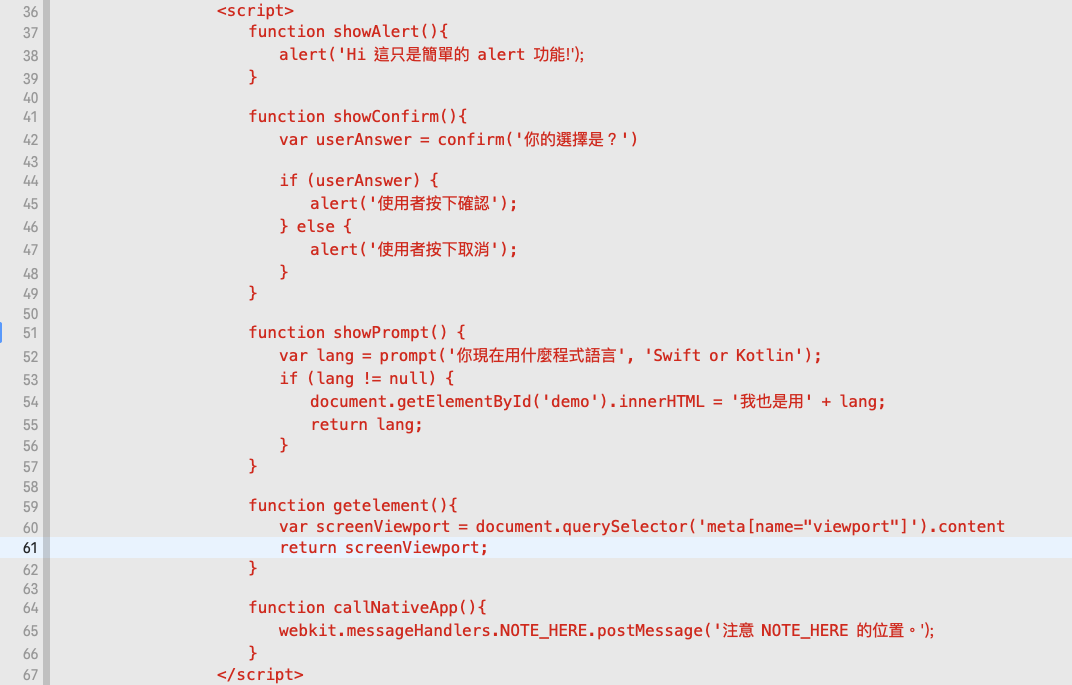 36 <script>
37 function showAlert(){
38 alert('Hi 這只是簡單的 alert 功能!');
39 }
40
41 function showConfirm(){
42 var userAnswer = confirm('你的選擇是？')
43
44 if (userAnswer) {
45 alert('使用者按下確認');
46 } else {
47 alert('使用者按下取消');
48 }
49 }
50
51 function showPrompt() {
52 var lang = prompt('你現在用什麼程式語言', 'Swift or Kotlin');
53 if (lang != null) {
54 document.getElementById('demo').innerHTML = '我也是用' + lang;
55 return lang;
56 }
57 }
58
59 function getelement(){
60 var screenViewport = document.querySelector('meta[name="viewport"]').content
61 return screenViewport;
62 }
63
64 function callNativeApp(){
65 webkit.messageHandlers.NOTE_HERE.postMessage('注意 NOTE_HERE 的位置。');
66 }
67 </script>